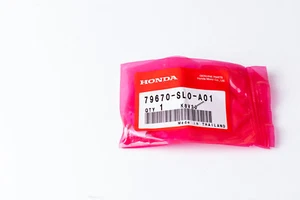 HONDA
79670-SL0-A01
QTY 1
Made in THAILAND